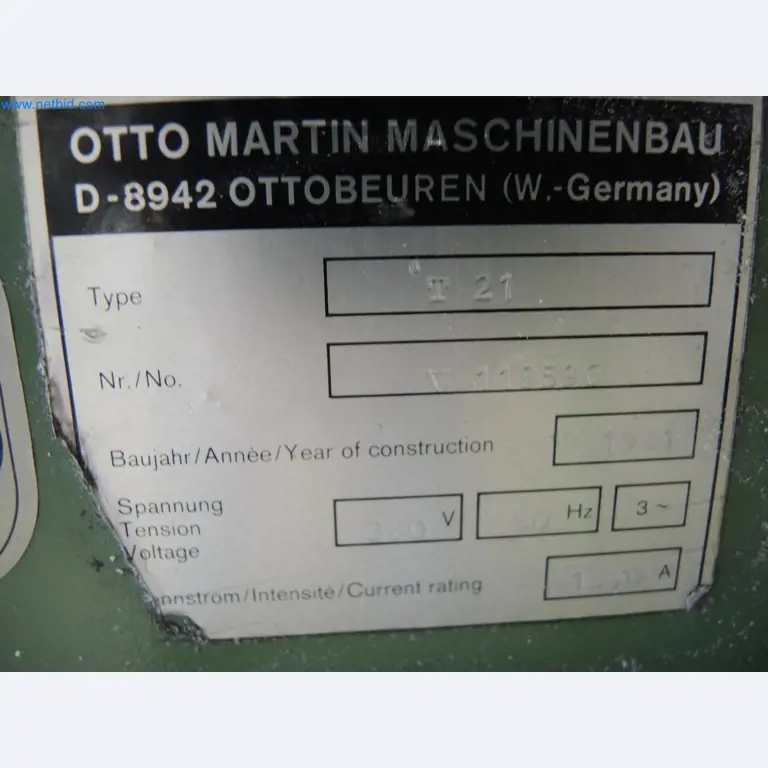 www.netbid.com
OTTO MARTIN MASCHINENBAU
D-8942 OTTOBEUREN (W.-Germany)
Type T 21
Nr./No.
Baujahr/Année/Year of construction
Spannung
Tension
Voltage V Hz 3~
/Intensité/Current rating A